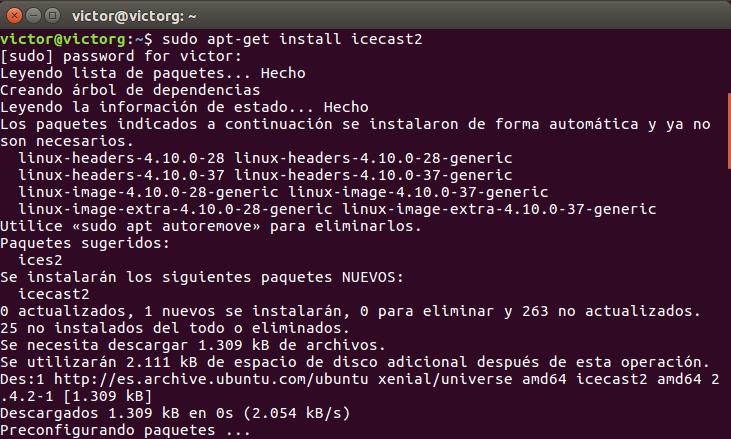 victor@victorg: ~
victor@victorg:~$ sudo apt-get install icecast2
[sudo] password for victor:
Leyendo lista de paquetes... Hecho
Creando árbol de dependencias
Leyendo la información de estado... Hecho
Los paquetes indicados a continuación se instalaron de forma automática y ya no
son necesarios.
  linux-headers-4.10.0-28 linux-headers-4.10.0-28-generic
  linux-headers-4.10.0-37 linux-headers-4.10.0-37-generic
  linux-image-4.10.0-28-generic linux-image-4.10.0-37-generic
  linux-image-extra-4.10.0-28-generic linux-image-extra-4.10.0-37-generic
Utilice «sudo apt autoremove» para eliminarlos.
Paquetes sugeridos:
  ices2
Se instalarán los siguientes paquetes NUEVOS:
  icecast2
0 actualizados, 1 nuevos se instalarán, 0 para eliminar y 263 no actualizados.
25 no instalados del todo o eliminados.
Se necesita descargar 1.309 kB de archivos.
Se utilizarán 2.111 kB de espacio de disco adicional después de esta operación.
Des:1 http://es.archive.ubuntu.com/ubuntu xenial/universe amd64 icecast2 amd64 2
.4.2-1 [1.309 kB]
Descargados 1.309 kB en 0s (2.054 kB/s)
Preconfigurando paquetes ...